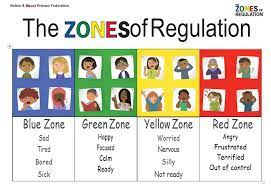 The ZONES of Regulation
The ZONES OF REGULATION
Blue Zone
Sad
Tired
Bored
Sick
Green Zone
Happy
Focused
Calm
Ready
Yellow Zone
Worried
Nervous
Silly
Not ready
Red Zone
Angry
Frustrated
Terrified
Out of control